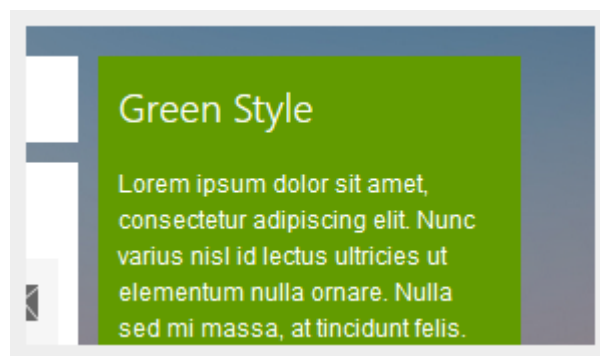 Green Style
Lorem ipsum dolor sit amet,
consectetur adipiscing elit. Nunc
varius nisl id lectus ultricies ut
elementum nulla ornare. Nulla
sed mi massa, at tincidunt felis.